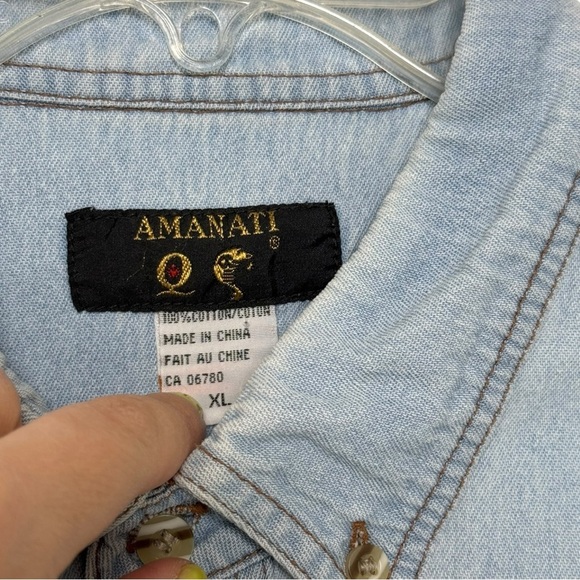 AMANATI
®
Q
100% COTTON/COTON
MADE IN CHINA
FAIT AU CHINE
CA 06780
XL